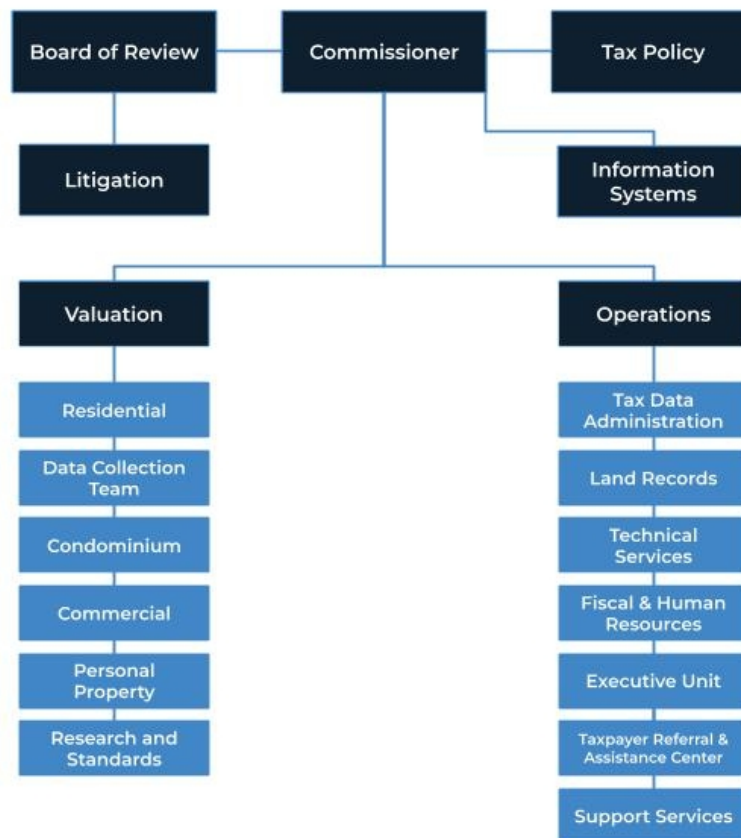 Board of Review
Commissioner
Tax Policy
Litigation
Information
Systems
Valuation
Operations
Residential
Data Collection
Team
Condominium
Commercial
Personal
Property
Research and
Standards
Tax Data
Administration
Land Records
Technical
Services
Fiscal & Human
Resources
Executive Unit
Taxpayer Referral &
Assistance Center
Support Services